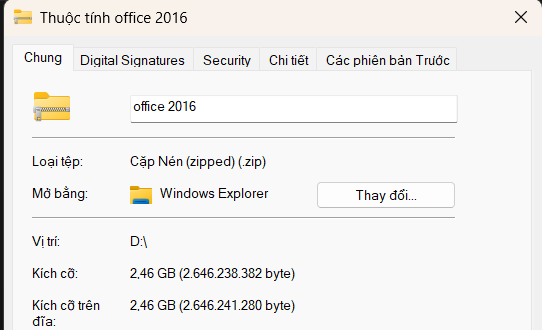 Thuộc tính office 2016
Chung Digital Signatures Security Chi tiết Các phiên bản Trước
office 2016
Loại tệp: Cặp Nén (zipped) (.zip)
Mở bằng: Windows Explorer Thay đổi...
Vị trí: D:\
Kích cỡ: 2,46 GB (2.646.238.382 byte)
Kích cỡ trên đĩa: 2,46 GB (2.646.241.280 byte)